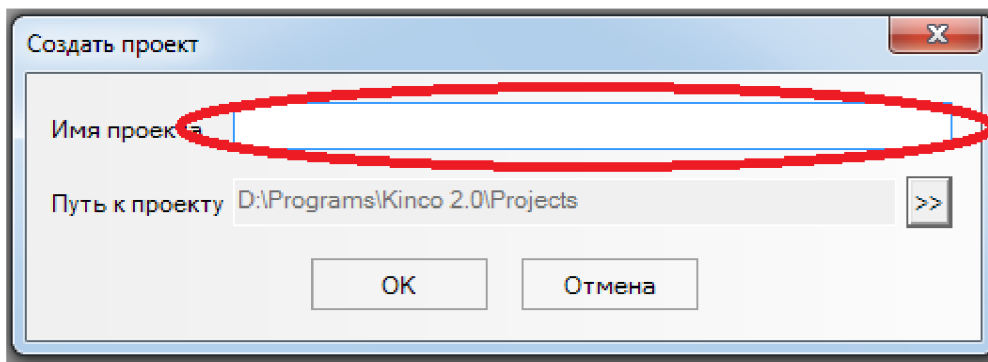 Создать проект
Имя проекта
Путь к проекту D:\Programs\Kinco 2.0\Projects >>
OK Отмена